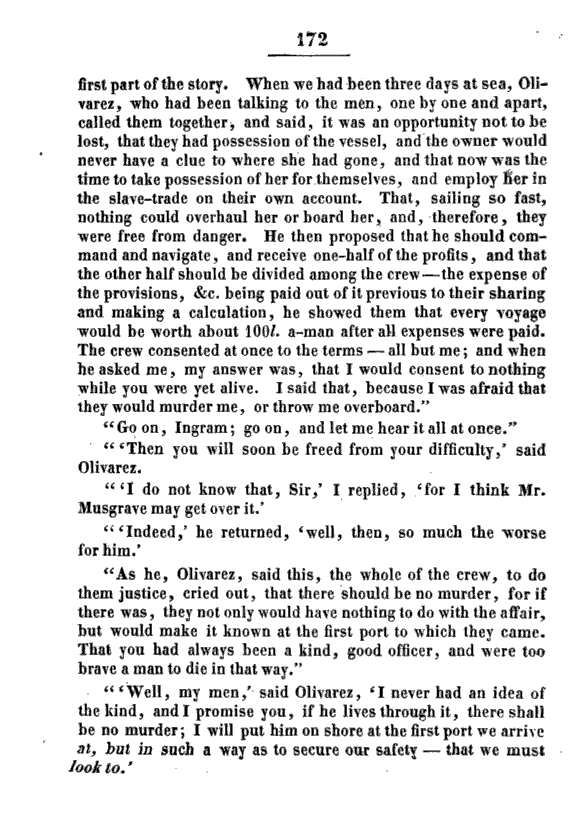 172
first part of the story. When we had been three days at sea, Oli-
varez, who had been talking to the men, one by one and apart,
called them together, and said, it was an opportunity not to be
lost, that they had possession of the vessel, and the owner would
never have a clue to where she had gone, and that now was the
time to take possession of her for themselves, and employ her in
the slave-trade on their own account. That, sailing so fast,
nothing could overhaul her or board her, and, therefore, they
were free from danger. He then proposed that he should com-
mand and navigate, and receive one-half of the profits, and that
the other half should be divided among the crew—the expense of
the provisions, &c. being paid out of it previous to their sharing
and making a calculation, he showed them that every voyage
would be worth about 100l. a-man after all expenses were paid.
The crew consented at once to the terms — all but me; and when
he asked me, my answer was, that I would consent to nothing
while you were yet alive. I said that, because I was afraid that
they would murder me, or throw me overboard.”
“Go on, Ingram; go on, and let me hear it all at once.”
“‘Then you will soon be freed from your difficulty,’ said
Olivarez.
“‘I do not know that, Sir,’ I replied, ‘for I think Mr.
Musgrave may get over it.’
“‘Indeed,’ he returned, ‘well, then, so much the worse
for him.’
“As he, Olivarez, said this, the whole of the crew, to do
them justice, cried out, that there should be no murder, for if
there was, they not only would have nothing to do with the affair,
but would make it known at the first port to which they came.
That you had always been a kind, good officer, and were too
brave a man to die in that way.”
“‘Well, my men,’ said Olivarez, ‘I never had an idea of
the kind, and I promise you, if he lives through it, there shall
be no murder; I will put him on shore at the first port we arrive
at, but in such a way as to secure our safety — that we must
look to.’